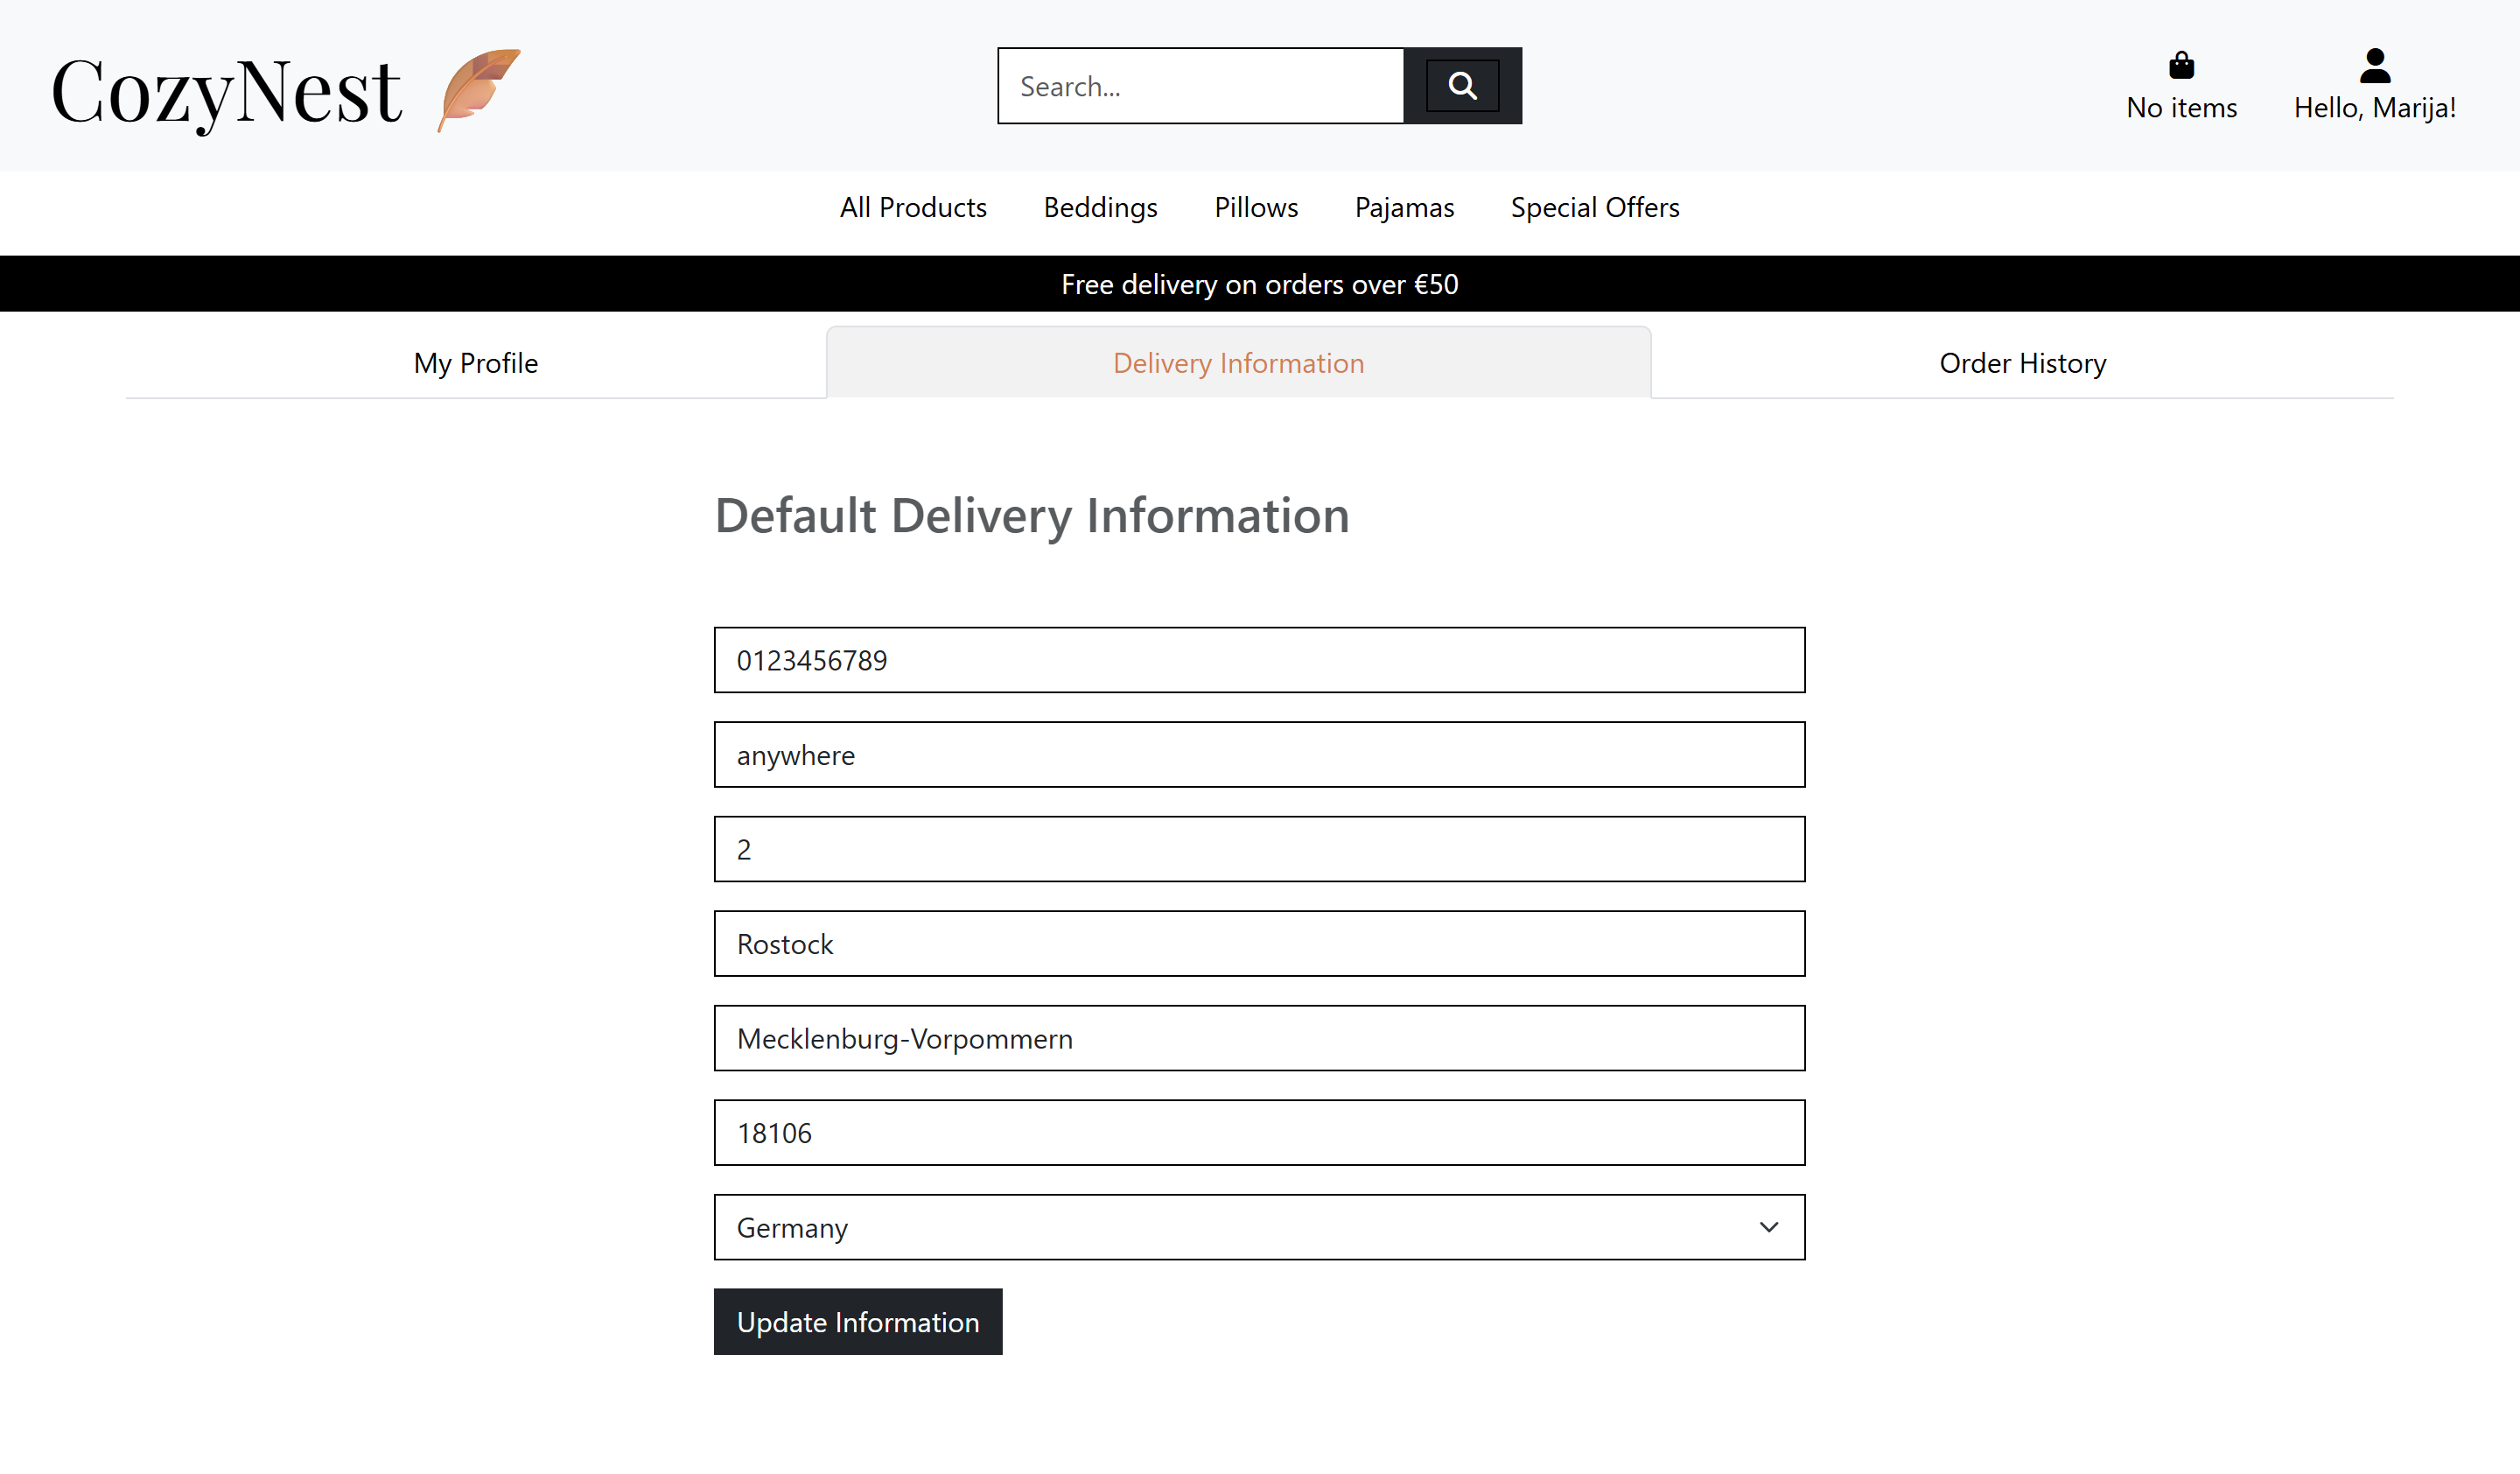 CozyNest
Search...
No items
Hello, Marija!
All Products Beddings Pillows Pajamas Special Offers
Free delivery on orders over €50
My Profile Delivery Information Order History
Default Delivery Information
0123456789
anywhere
2
Rostock
Mecklenburg-Vorpommern
18106
Germany
Update Information